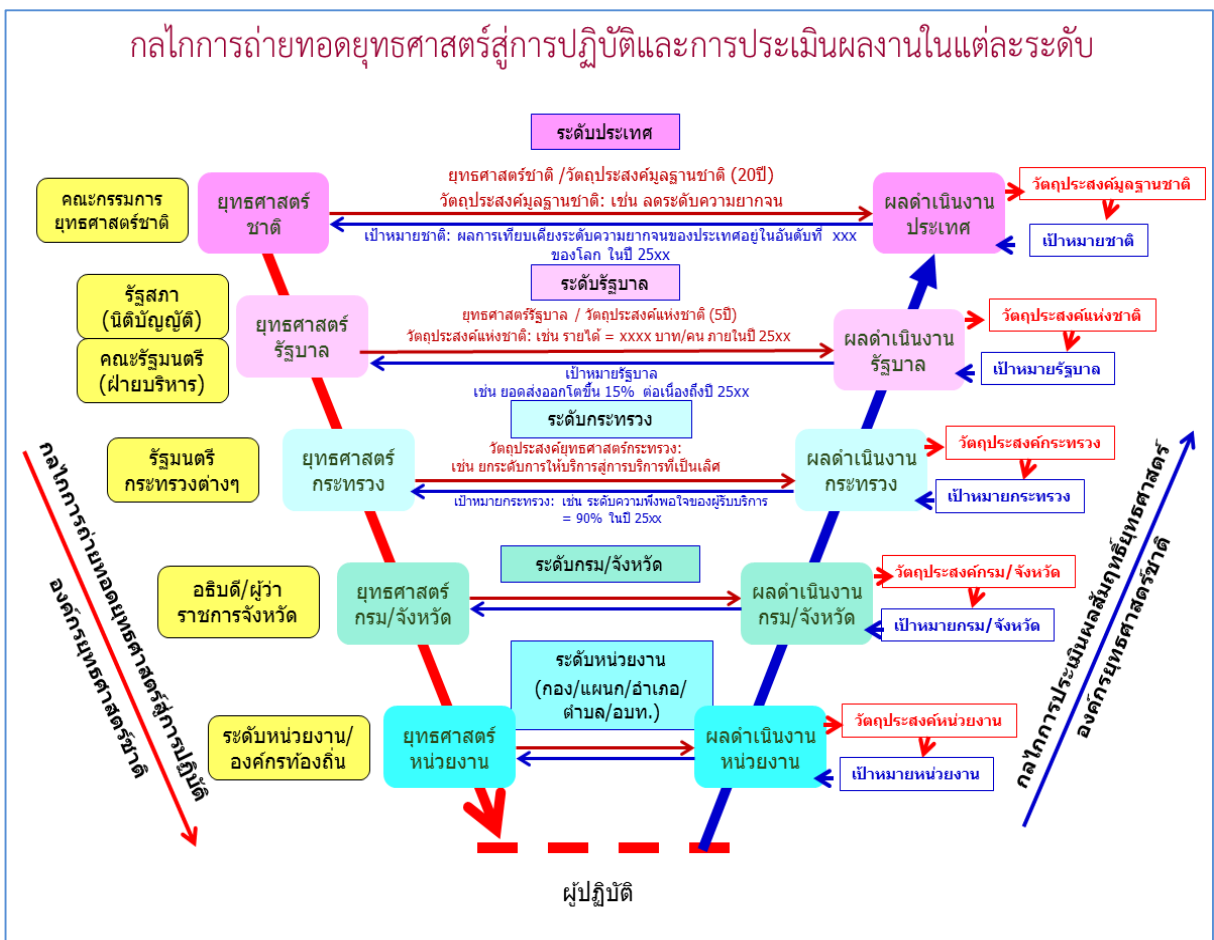 กลไกการถ่ายทอดยุทธศาสตร์สู่การปฏิบัติและการประเมินผลงานในแต่ละระดับ
ระดับประเทศ
คณะกรรมการ
ยุทธศาสตร์ชาติ
ยุทธศาสตร์
ชาติ
ยุทธศาสตร์ชาติ /วัตถุประสงค์มูลฐานชาติ (20ปี)
วัตถุประสงค์มูลฐานชาติ: เช่น ลดระดับความยากจน
เป้าหมายชาติ: ผลการเทียบเคียงระดับความยากจนของประเทศอยู่ในอันดับที่ xxx
ของโลก ในปี 25xx
ผลดำเนินงาน
ประเทศ
วัตถุประสงค์มูลฐานชาติ
เป้าหมายชาติ
ระดับรัฐบาล
รัฐสภา
(นิติบัญญัติ)
คณะรัฐมนตรี
(ฝ่ายบริหาร)
ยุทธศาสตร์
รัฐบาล
ยุทธศาสตร์รัฐบาล / วัตถุประสงค์แห่งชาติ (5ปี)
วัตถุประสงค์แห่งชาติ: เช่น รายได้ = xxxx บาท/คน ภายในปี 25xx
เป้าหมายรัฐบาล
เช่น ยอดส่งออกโตขึ้น 15% ต่อเนื่องถึงปี 25xx
ผลดำเนินงาน
รัฐบาล
วัตถุประสงค์แห่งชาติ
เป้าหมายรัฐบาล
ระดับกระทรวง
รัฐมนตรี
กระทรวงต่างๆ
ยุทธศาสตร์
กระทรวง
วัตถุประสงค์ยุทธศาสตร์กระทรวง:
เช่น ยกระดับการให้บริการสู่การบริการที่เป็นเลิศ
เป้าหมายกระทรวง: เช่น ระดับความพึงพอใจของผู้รับบริการ
= 90% ในปี 25xx
ผลดำเนินงาน
กระทรวง
วัตถุประสงค์กระทรวง
เป้าหมายกระทรวง
ระดับกรม/จังหวัด
อธิบดี/ผู้ว่า
ราชการจังหวัด
ยุทธศาสตร์
กรม/จังหวัด
ผลดำเนินงาน
กรม/จังหวัด
วัตถุประสงค์กรม/จังหวัด
เป้าหมายกรม/จังหวัด
ระดับหน่วยงาน
(กอง/แผนก/อำเภอ/
ตำบล/อบท.)
ระดับหน่วยงาน/
องค์กรท้องถิ่น
ยุทธศาสตร์
หน่วยงาน
ผลดำเนินงาน
หน่วยงาน
วัตถุประสงค์หน่วยงาน
เป้าหมายหน่วยงาน
กลไกการถ่ายทอดยุทธศาสตร์สู่การปฏิบัติ
องค์กรยุทธศาสตร์ชาติ
กลไกการประเมินผลสัมฤทธิ์ยุทธศาสตร์
องค์กรยุทธศาสตร์ชาติ
ผู้ปฏิบัติ